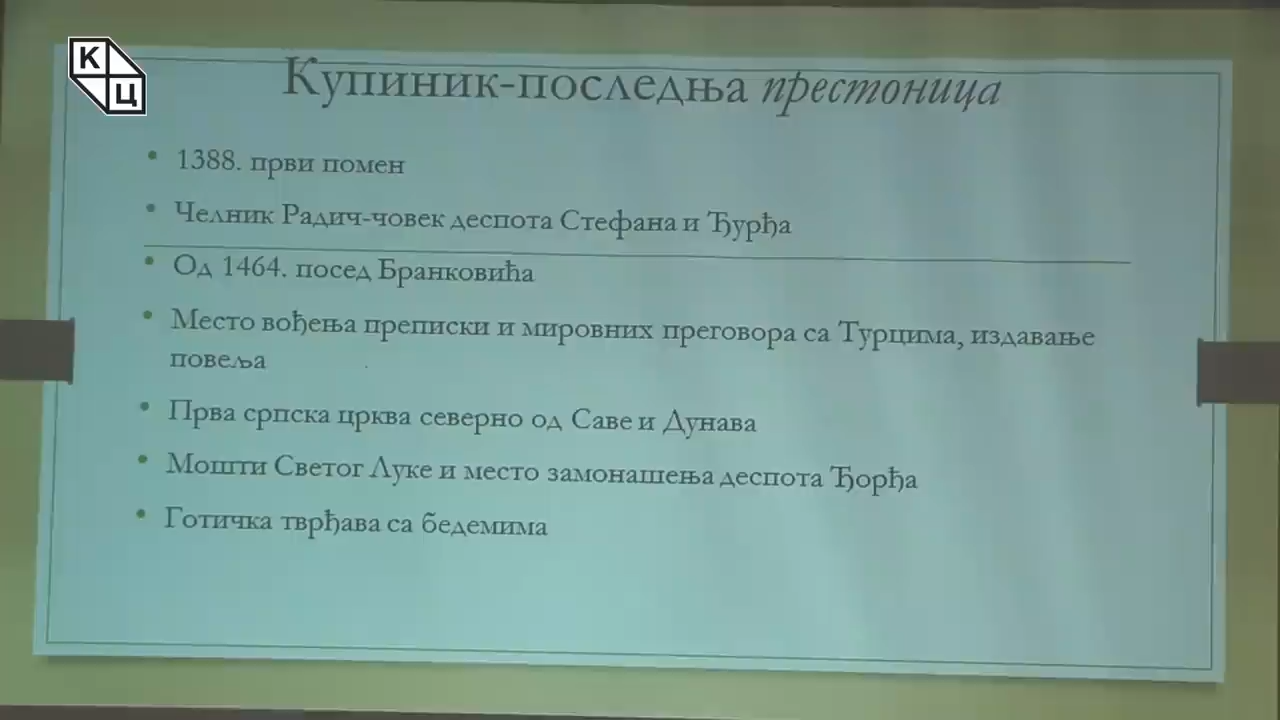 К
Ц
Купиник-последња престоница
1388. први помен
Челник Радич-човек деспота Стефана и Ђурђа
Од 1464. посед Бранковића
Место вођења преписки и мировних преговора са Турцима, издавање
повеља
Прва српска црква северно од Саве и Дунава
Мошти Светог Луке и место замонашења деспота Ђорђа
Готичка тврђава са бедемима